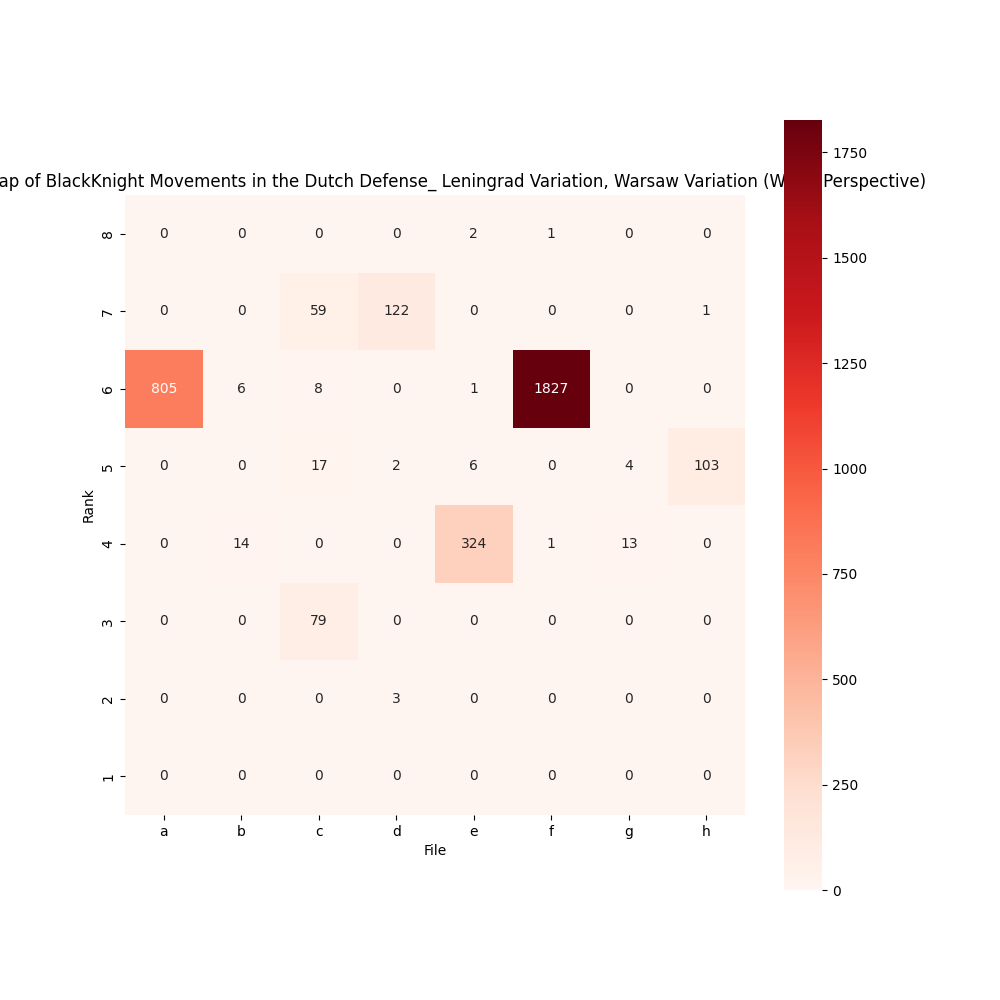 ap of BlackKnight Movements in the Dutch Defense_ Leningrad Variation, Warsaw Variation (W Perspective)
8 0 0 0 0 2 1 0 0
7 0 0 59 122 0 0 0 1
6 805 6 8 0 1 1827 0 0
5 0 0 17 2 6 0 4 103
4 0 14 0 0 324 1 13 0
3 0 0 79 0 0 0 0 0
2 0 0 0 3 0 0 0 0
1 0 0 0 0 0 0 0 0
a b c d e f g h
File
Rank
1750
1500
1250
1000
750
500
250
0